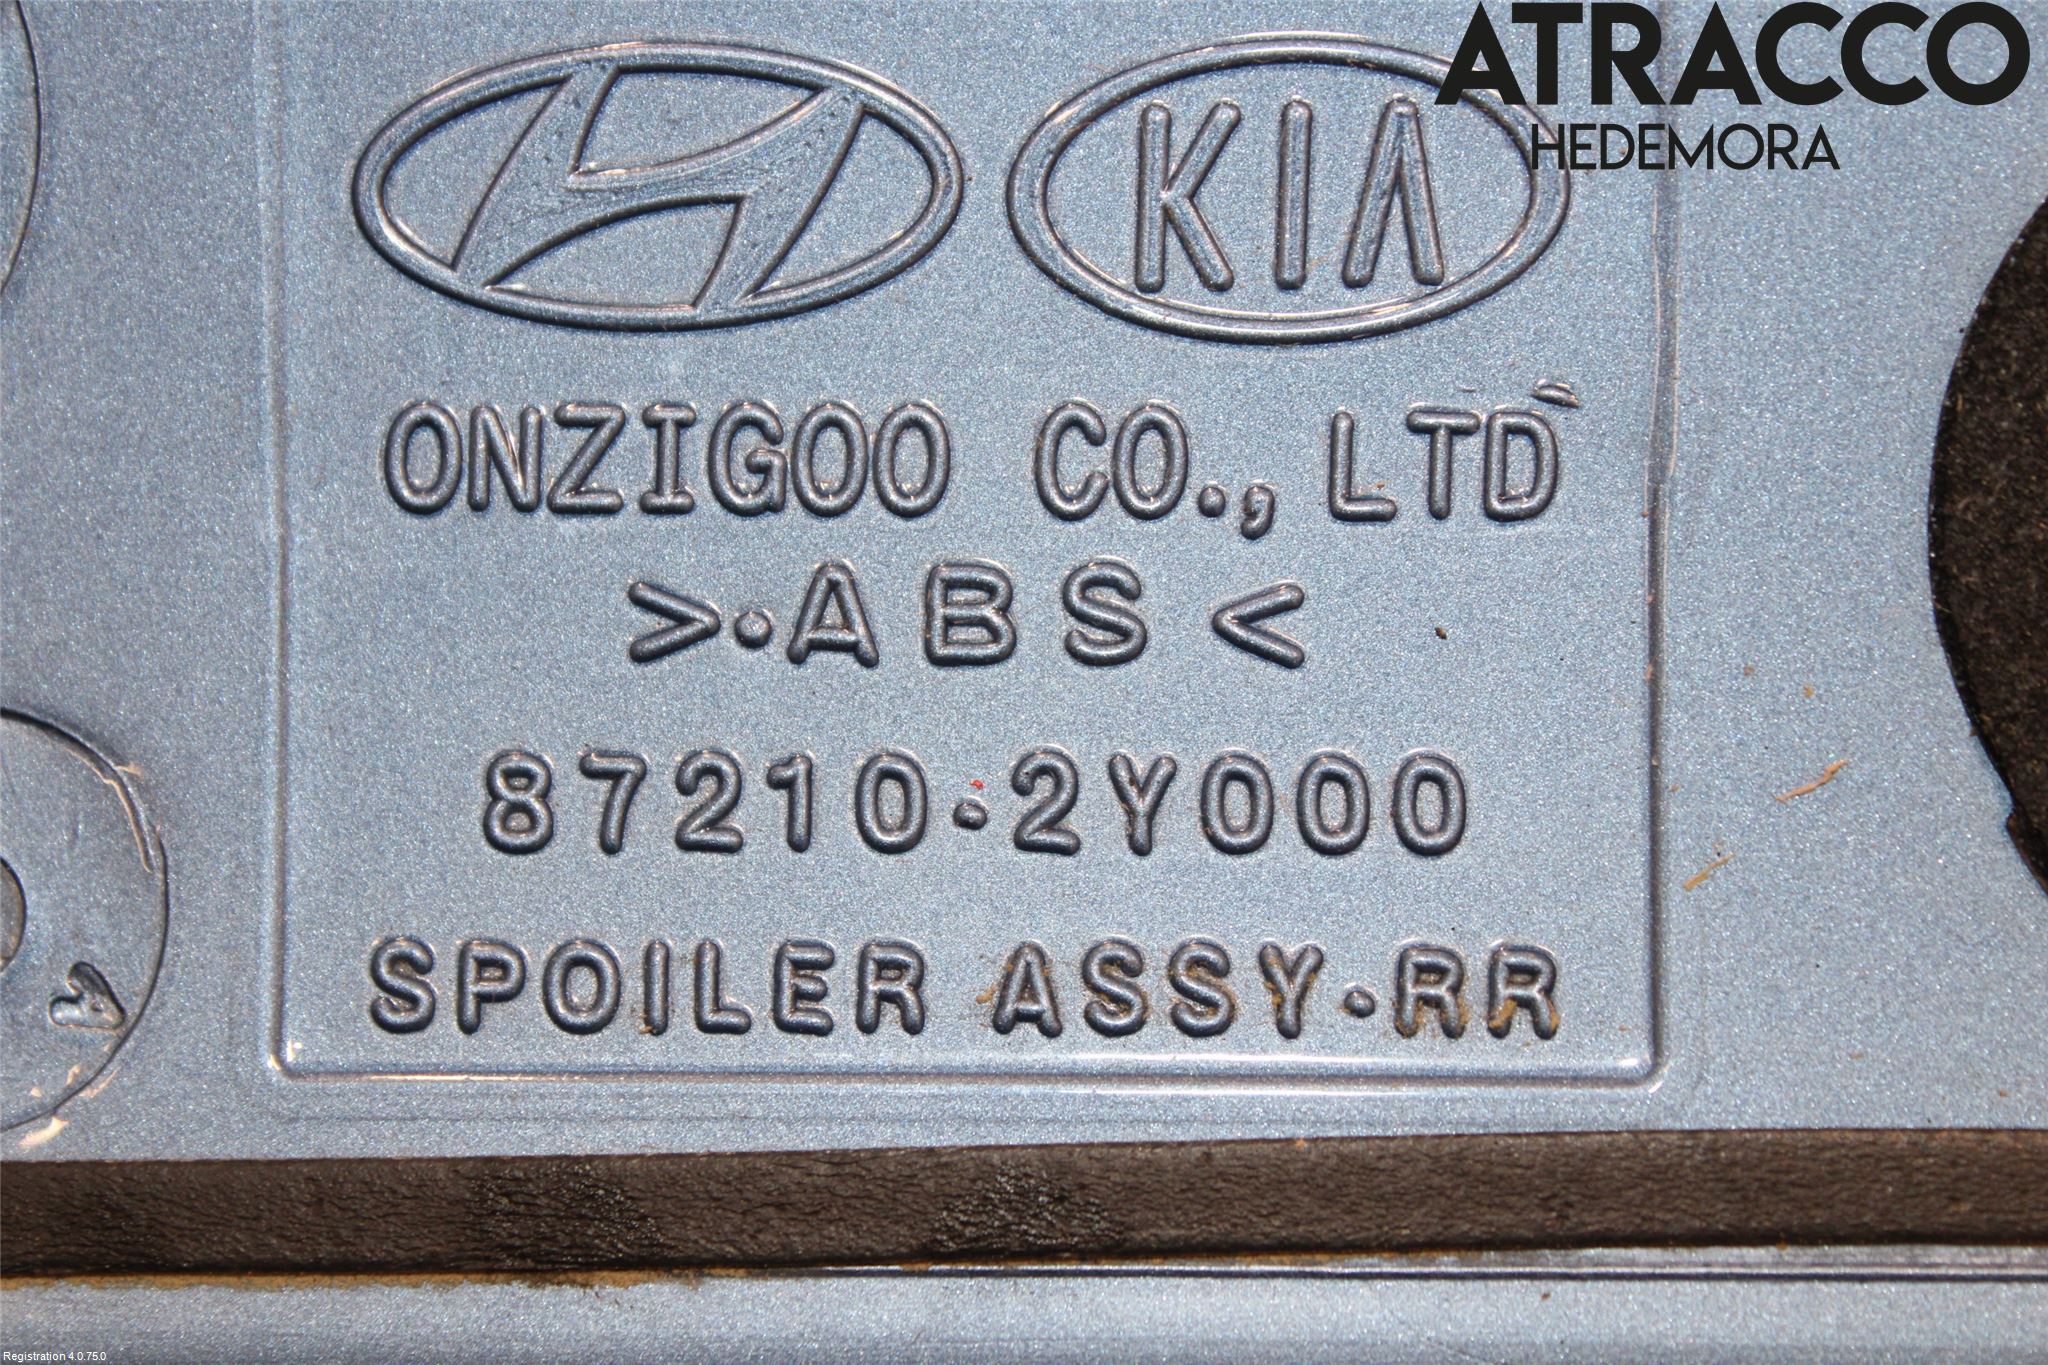 ATRACCO
HEDEMORA
KIA
ONZIGOO CO., LTD
>·ABS<
87210·2Y000
SPOILER ASSY·RR
A
Registration 4.0.75.0